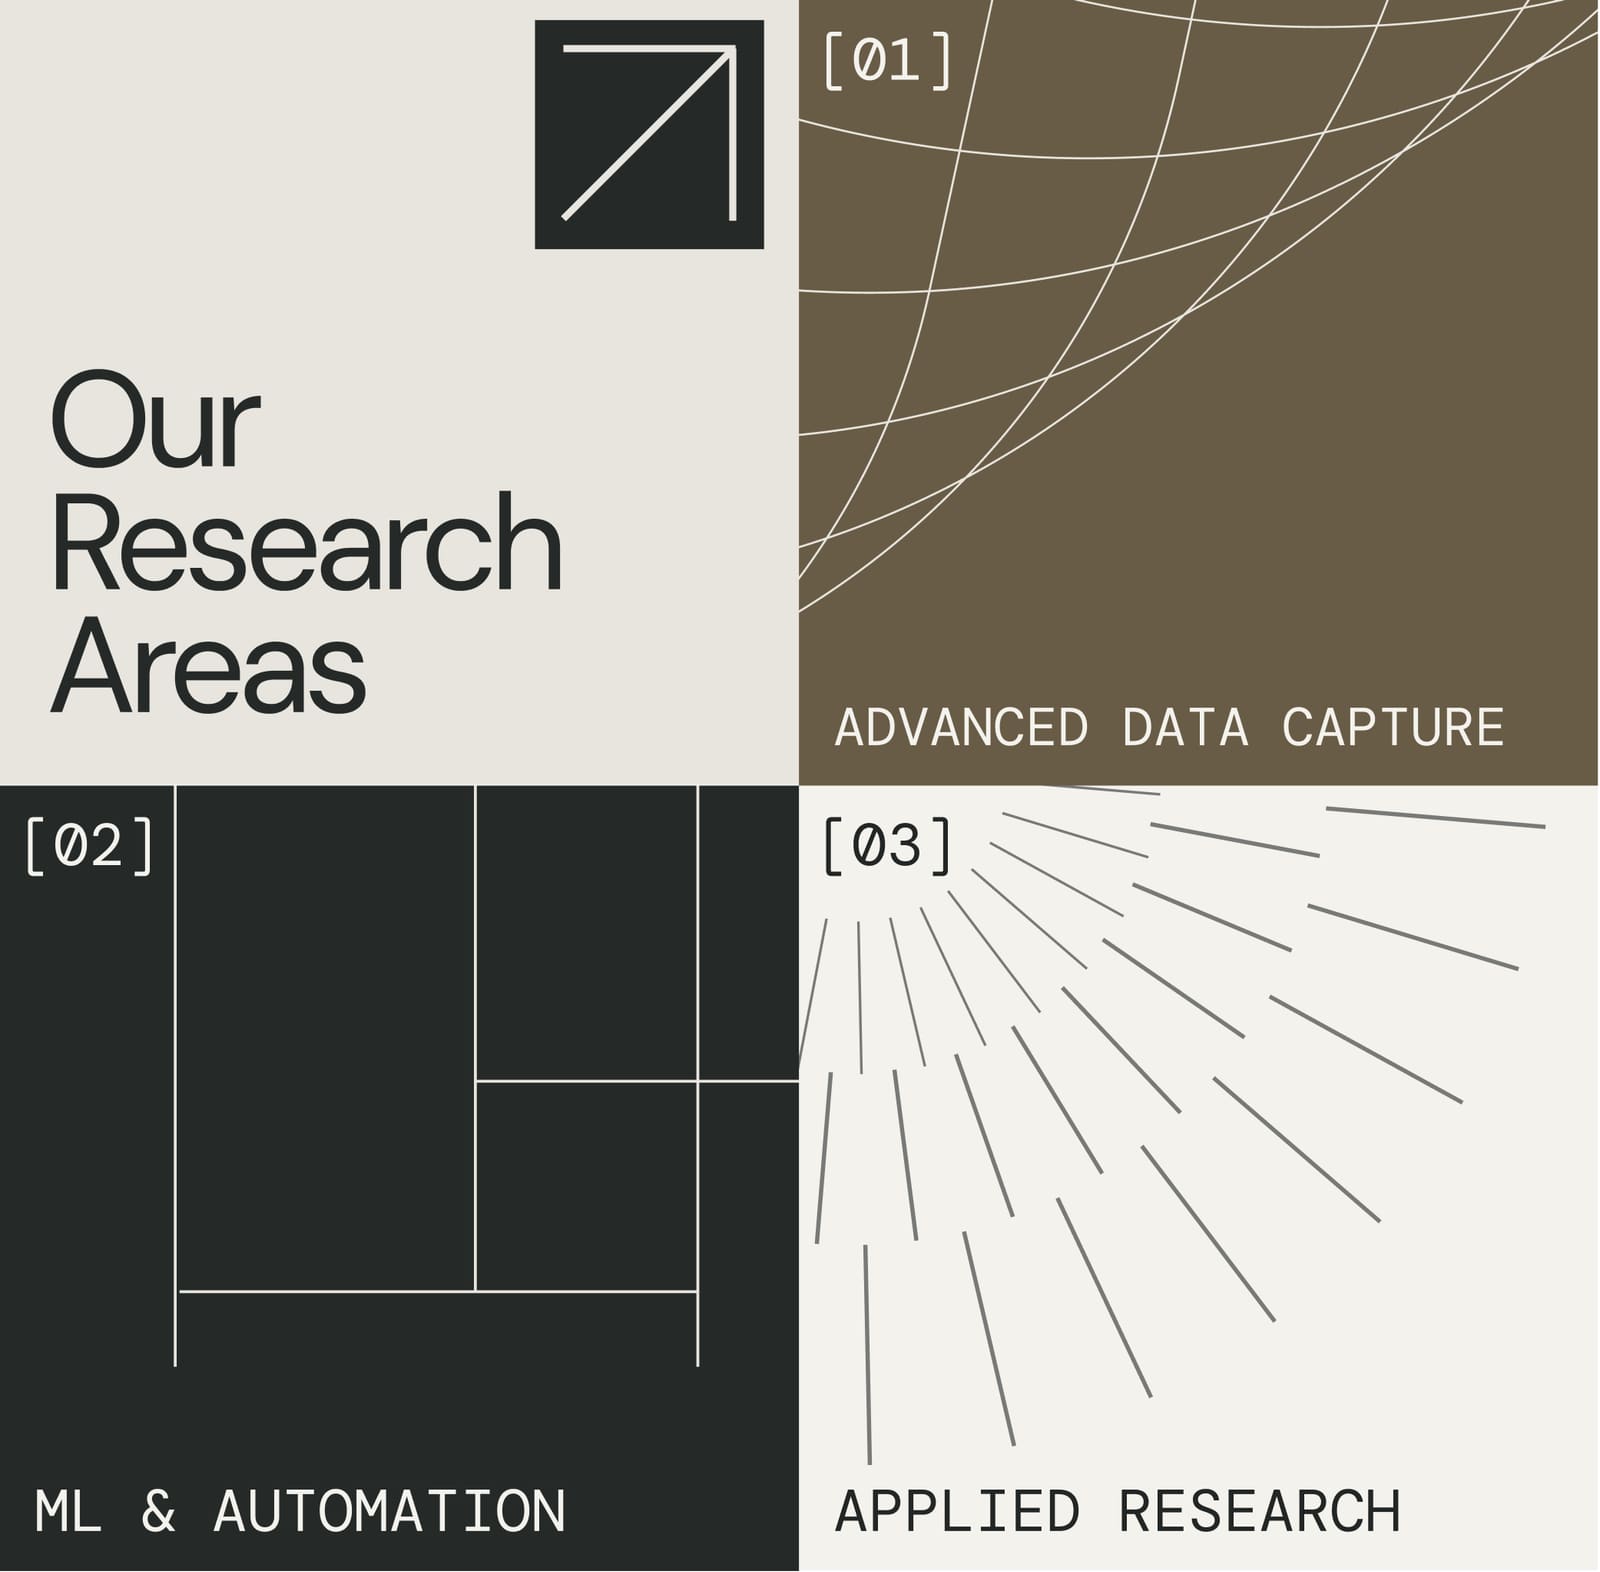 Our
Research
Areas
[01]
ADVANCED DATA CAPTURE
[02]
ML & AUTOMATION
[03]
APPLIED RESEARCH